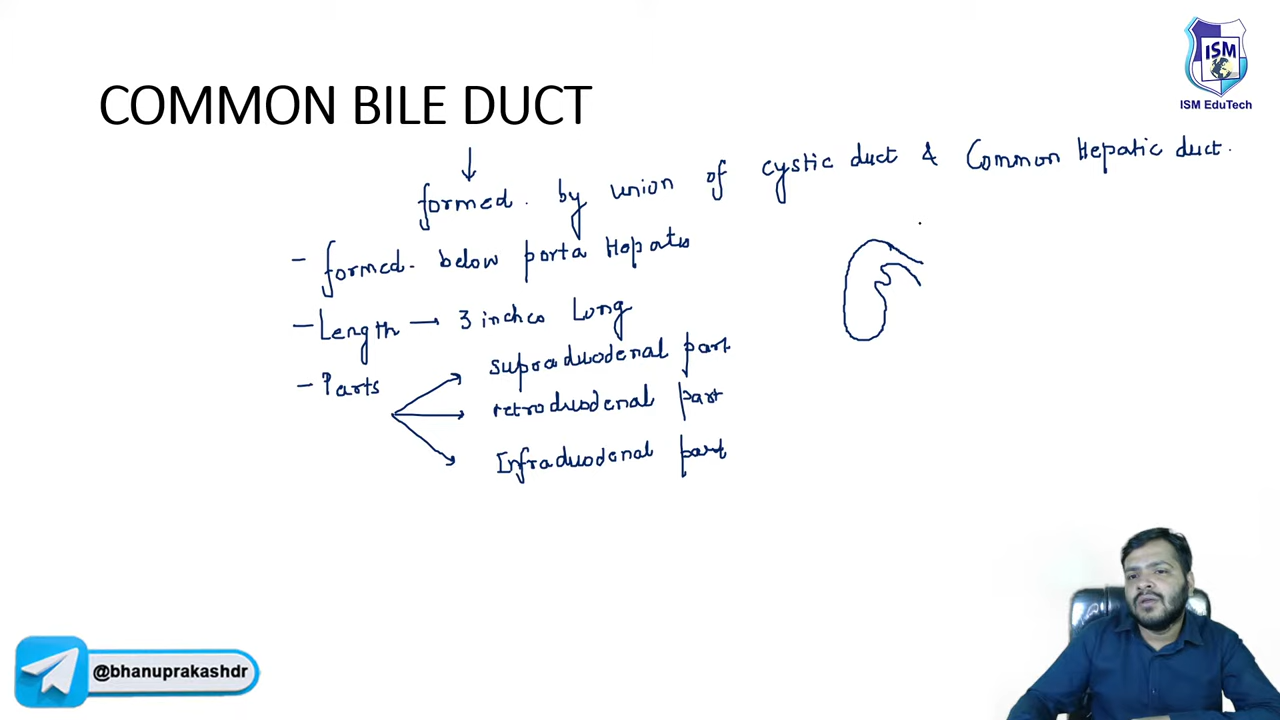 ISM
ISM EduTech
COMMON BILE DUCT
formed. by union of cystic duct & Common Hepatic duct.
- formed. below porta Hepatis
- Length → 3 inches Long
- Parts
supraduodenal part
retroduodenal part
Infraduodenal part
@bhanuprakashdr